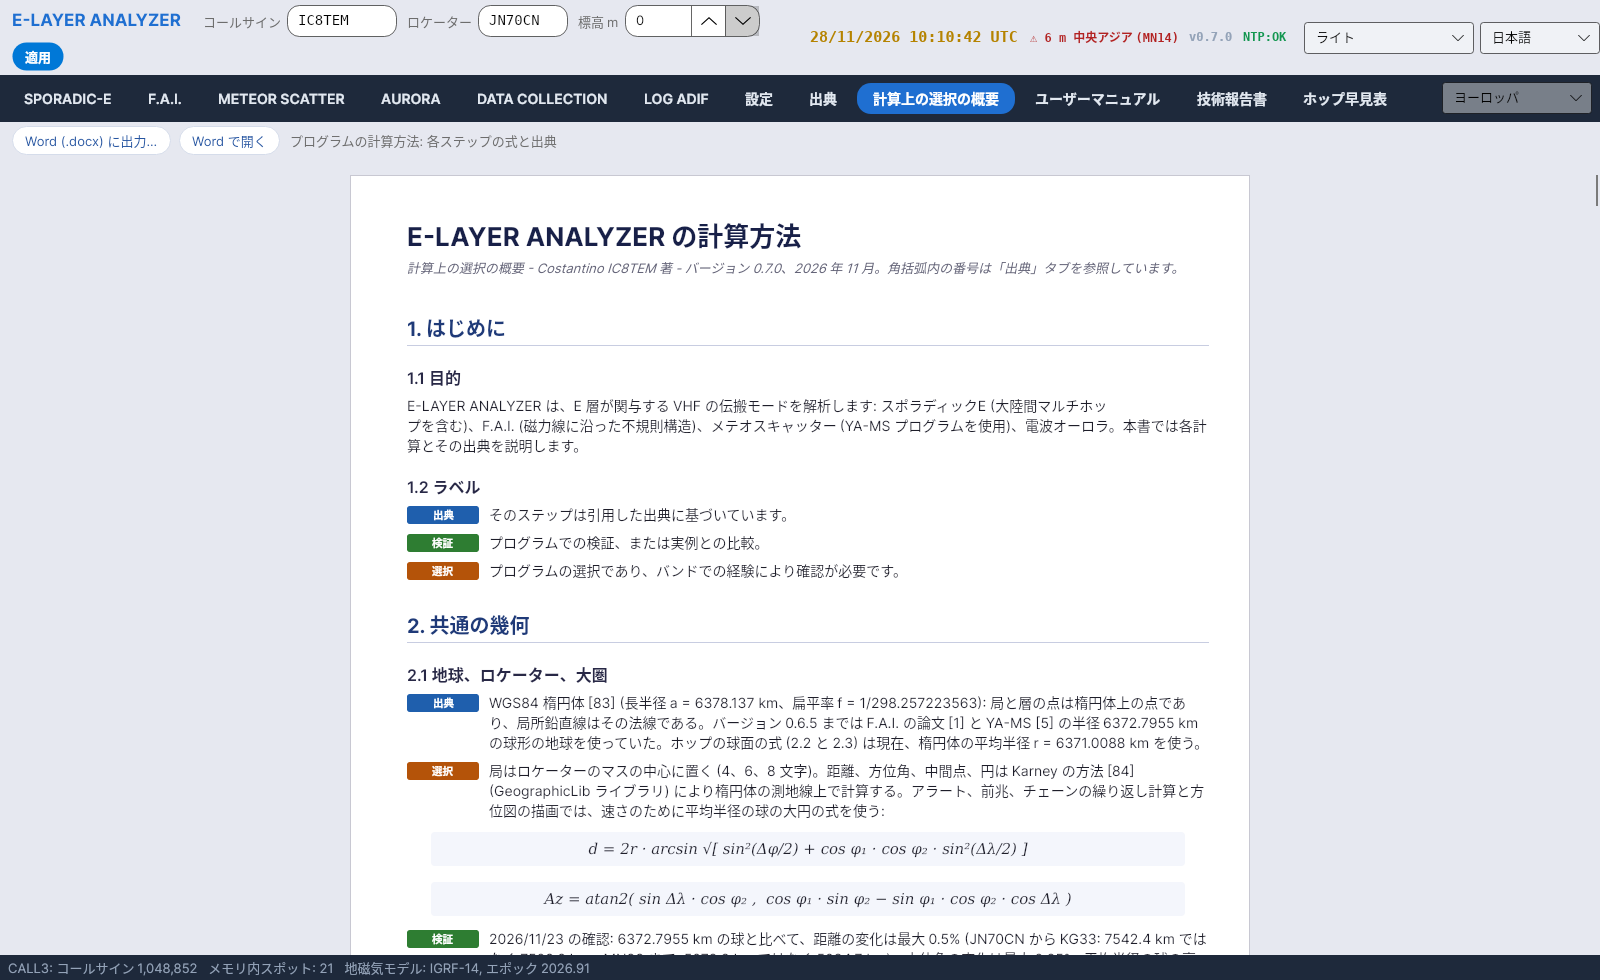 E-LAYER ANALYZER コールサイン IC8TEM ロケーター JN70CN 標高 m 0
適用
28/11/2026 10:10:42 UTC ⚠ 6 m 中央アジア (MN14) v0.7.0 NTP:OK ライト 日本語
SPORADIC-E F.A.I. METEOR SCATTER AURORA DATA COLLECTION LOG ADIF 設定 出典 計算上の選択の概要 ユーザーマニュアル 技術報告書 ホップ早見表 ヨーロッパ
Word (.docx) に出力... Word で開く プログラムの計算方法: 各ステップの式と出典
E-LAYER ANALYZER の計算方法
計算上の選択の概要 - Costantino IC8TEM 著 - バージョン 0.7.0、2026 年 11 月。角括弧内の番号は「出典」タブを参照しています。
1. はじめに
1.1 目的
E-LAYER ANALYZER は、E 層が関与する VHF の伝搬モードを解析します: スポラディックE (大陸間マルチホッ
プを含む)、F.A.I. (磁力線に沿った不規則構造)、メテオスキャッター (YA-MS プログラムを使用)、電波オーロラ。本書では各計
算とその出典を説明します。
1.2 ラベル
出典 そのステップは引用した出典に基づいています。
検証 プログラムでの検証、または実例との比較。
選択 プログラムの選択であり、バンドでの経験により確認が必要です。
2. 共通の幾何
2.1 地球、ロケーター、大圏
出典 WGS84 楕円体 [83] (長半径 a = 6378.137 km、扁平率 f = 1/298.257223563): 局と層の点は楕円体上の点であ
り、局所鉛直線はその法線である。バージョン 0.6.5 までは F.A.I. の論文 [1] と YA-MS [5] の半径 6372.7955 km
の球形の地球を使っていた。ホップの球面の式 (2.2 と 2.3) は現在、楕円体の平均半径 r = 6371.0088 km を使う。
選択 局はロケーターのマスの中心に置く (4、6、8 文字)。距離、方位角、中間点、円は Karney の方法 [84]
(GeographicLib ライブラリ) により楕円体の測地線上で計算する。アラート、前兆、チェーンの繰り返し計算と方
位図の描画では、速さのために平均半径の球の大円の式を使う:
d = 2r · arcsin √[ sin²(Δφ/2) + cos φ₁ · cos φ₂ · sin²(Δλ/2) ]
Az = atan2( sin Δλ · cos φ₂ , cos φ₁ · sin φ₂ − sin φ₁ · cos φ₂ · cos Δλ )
検証 2026/11/23 の確認: 6372.7955 km の球と比べて、距離の変化は最大 0.5% (JN70CN から KG33: 7542.4 km では
CALL3: コールサイン 1,048,852 メモリ内スポット: 21 地磁気モデル: IGRF-14, エポック 2026.91